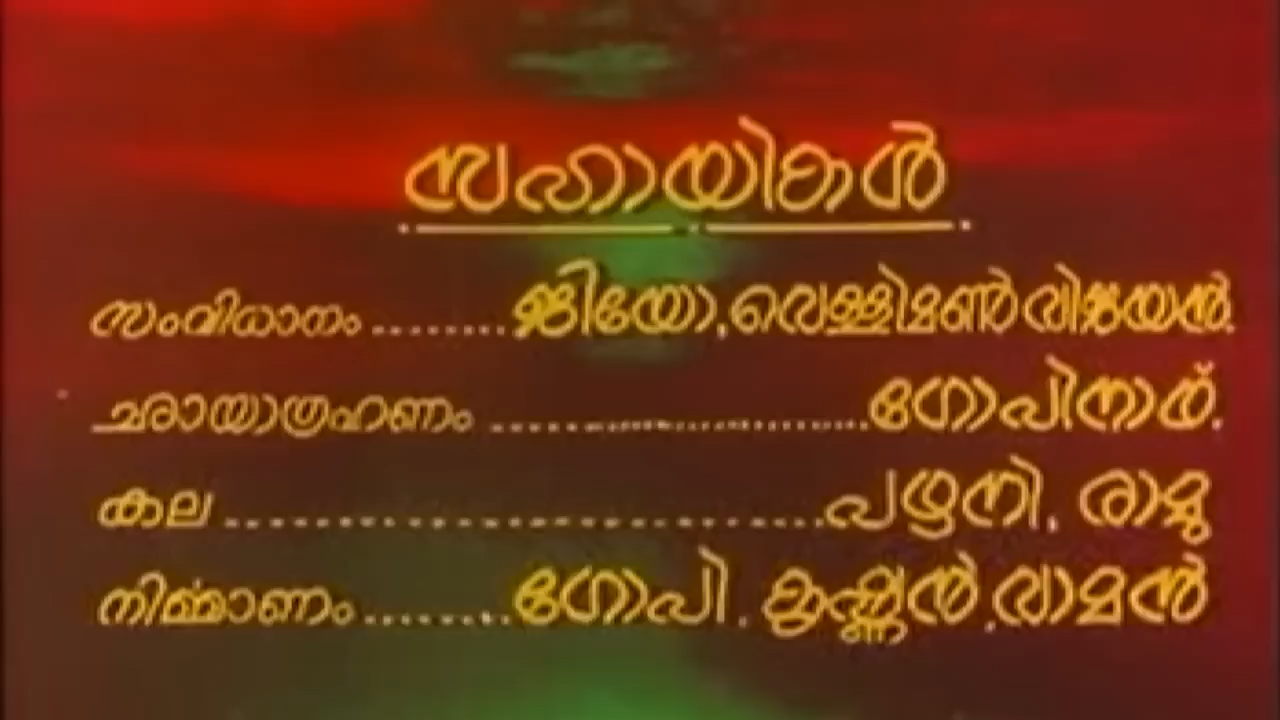 സഹായികൾ
സംവിധാനം........ജിയോ, വെള്ളിമൺ വിജയൻ.
ഛായാഗ്രഹണം........................ഗോപിനാഥ്.
കല..............................പഴനി, രാമു
നിർമ്മാണം.........ഗോപി, കൃഷ്ണൻ, രാമൻ